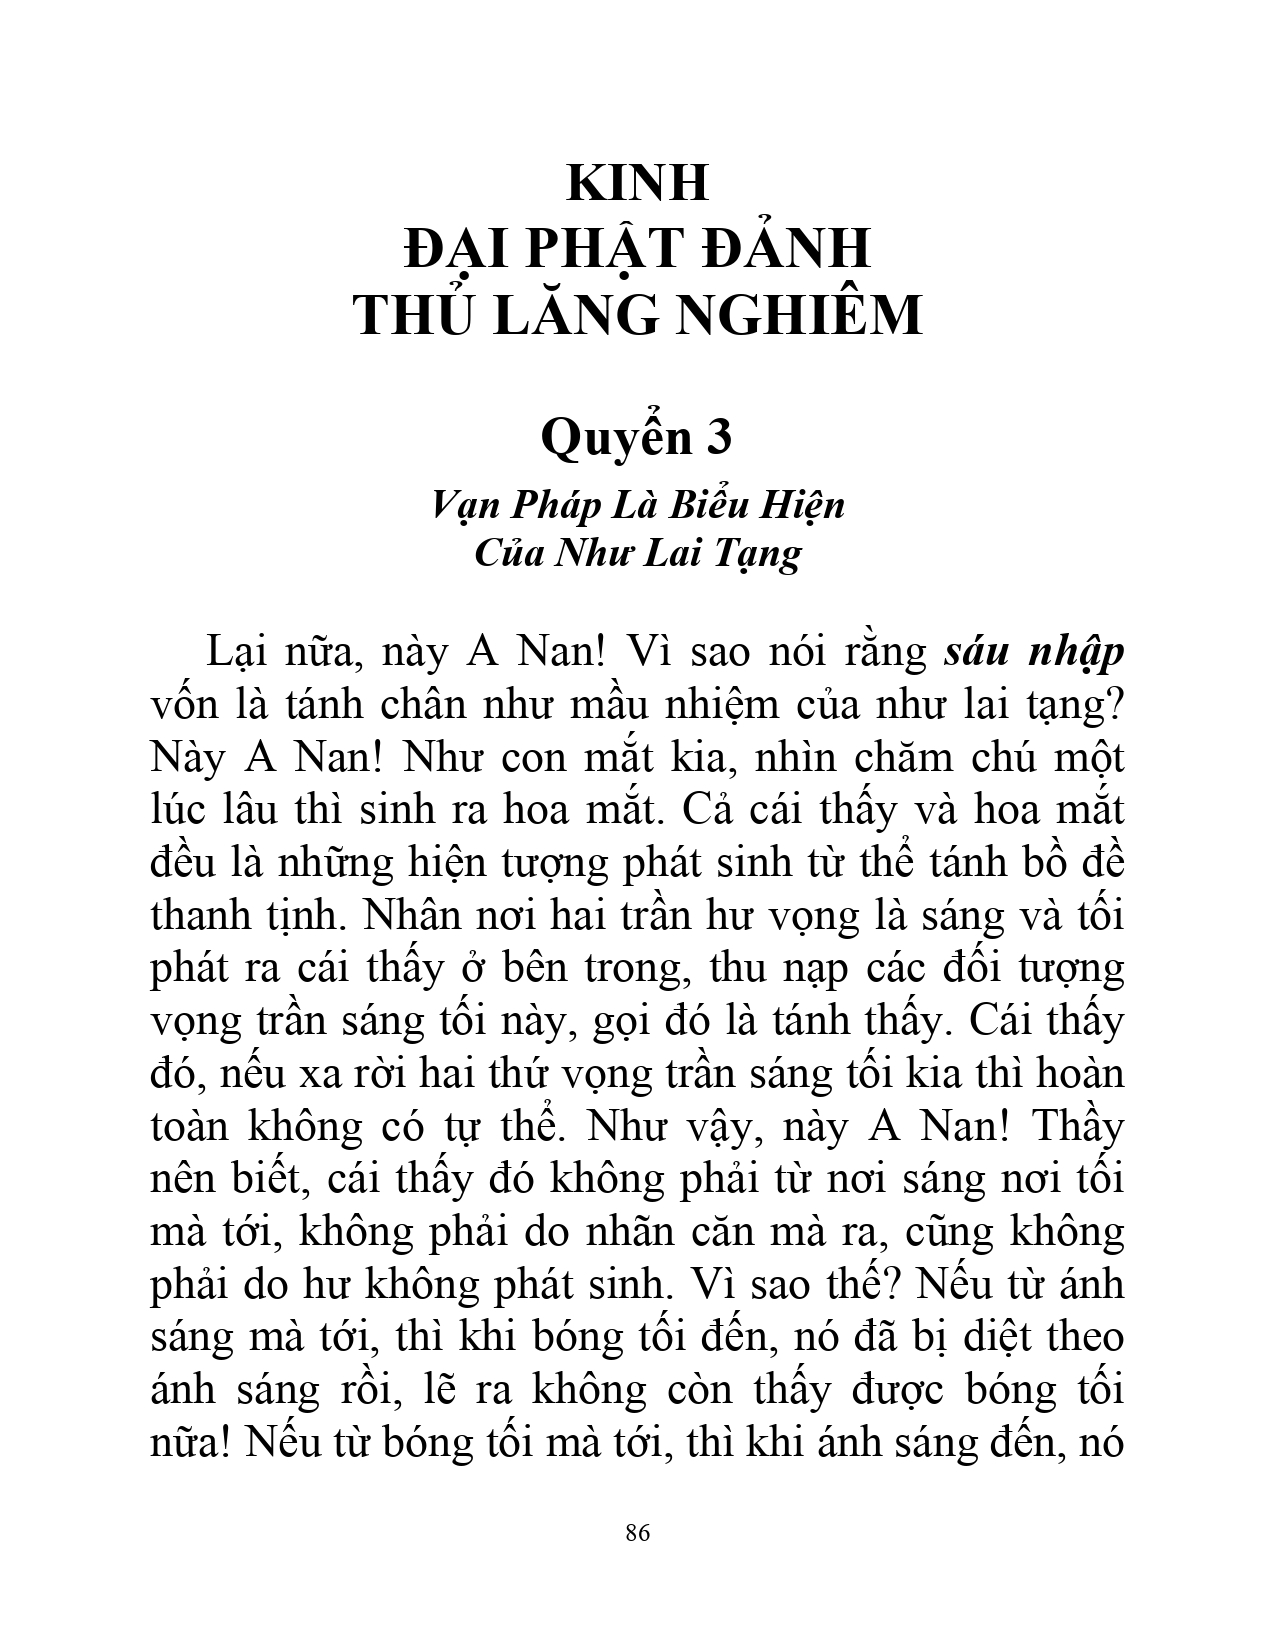 KINH
ĐẠI PHẬT ĐẢNH
THỦ LĂNG NGHIÊM
Quyển 3
Vạn Pháp Là Biểu Hiện
Của Như Lai Tạng
Lại nữa, này A Nan! Vì sao nói rằng sáu nhập
vốn là tánh chân như mầu nhiệm của như lai tạng?
Này A Nan! Như con mắt kia, nhìn chăm chú một
lúc lâu thì sinh ra hoa mắt. Cả cái thấy và hoa mắt
đều là những hiện tượng phát sinh từ thể tánh bồ đề
thanh tịnh. Nhân nơi hai trần hư vọng là sáng và tối
phát ra cái thấy ở bên trong, thu nạp các đối tượng
vọng trần sáng tối này, gọi đó là tánh thấy. Cái thấy
đó, nếu xa rời hai thứ vọng trần sáng tối kia thì hoàn
toàn không có tự thể. Như vậy, này A Nan! Thầy
nên biết, cái thấy đó không phải từ nơi sáng nơi tối
mà tới, không phải do nhãn căn mà ra, cũng không
phải do hư không phát sinh. Vì sao thế? Nếu từ ánh
sáng mà tới, thì khi bóng tối đến, nó đã bị diệt theo
ánh sáng rồi, lẽ ra không còn thấy được bóng tối
nữa! Nếu từ bóng tối mà tới, thì khi ánh sáng đến, nó
86